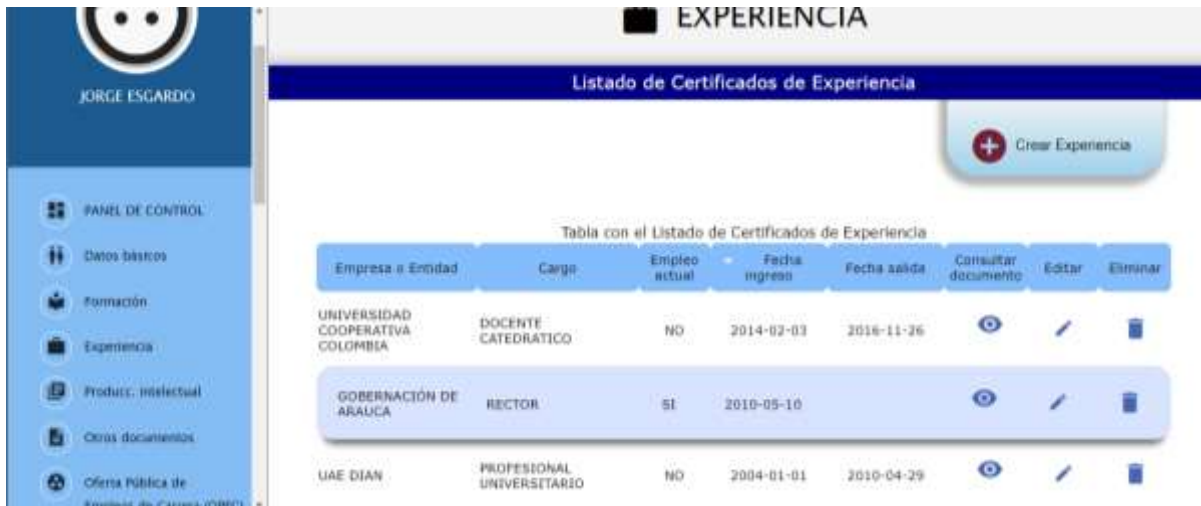 EXPERIENCIA
JORGE ESGARDO
Listado de Certificados de Experiencia
Crear Experiencia
PANEL DE CONTROL
Datos básicos
Formación
Experiencia
Producc. intelectual
Otros documentos
Oferta Pública de
Empleos de Carrera (OPEC)
Tabla con el Listado de Certificados de Experiencia
Empresa o Entidad
Cargo
Empleo
actual
Fecha
ingreso
Fecha salida
Consultar
documento
Editar
Eliminar
UNIVERSIDAD
COOPERATIVA
COLOMBIA
DOCENTE
CATEDRATICO
NO
2014-02-03
2016-11-26
GOBERNACIÓN DE
ARAUCA
RECTOR
SI
2010-05-10
UAE DIAN
PROFESIONAL
UNIVERSITARIO
NO
2004-01-01
2010-04-29